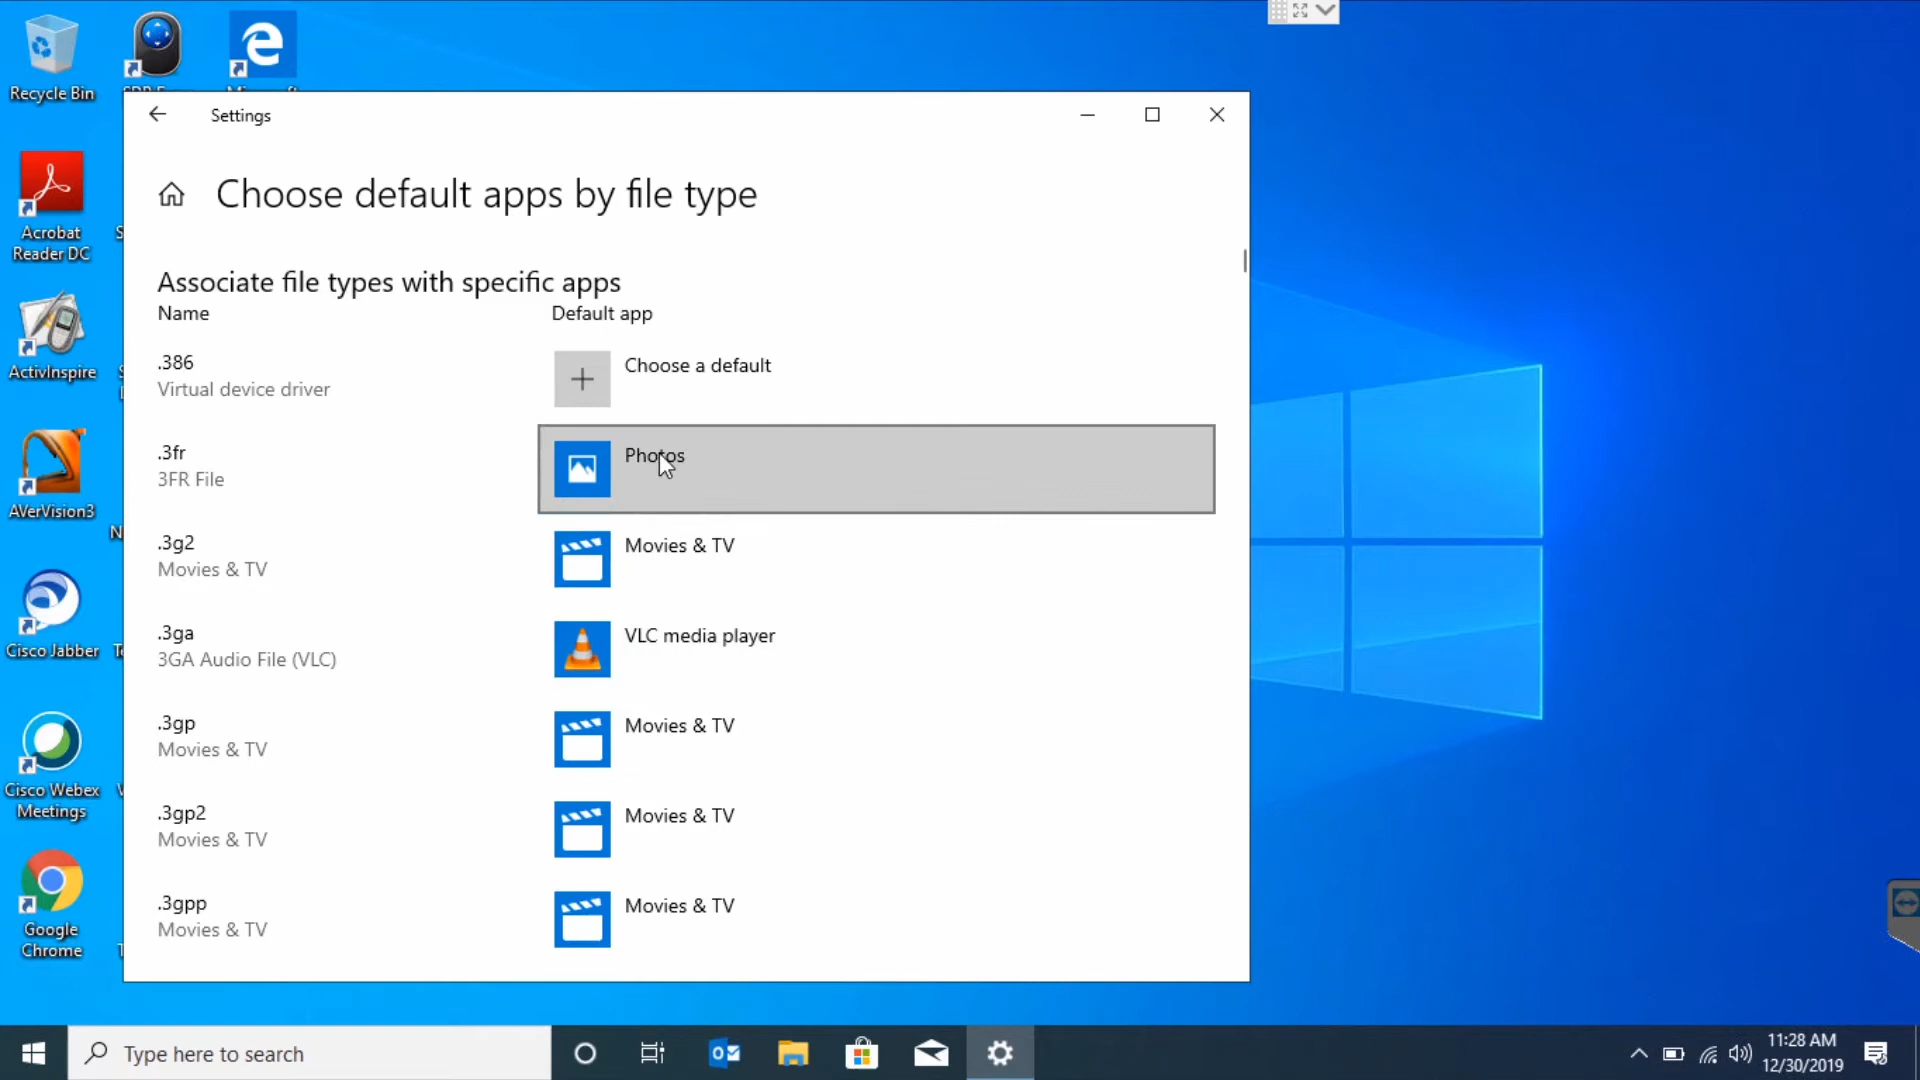 Recycle Bin
Settings
Choose default apps by file type
Acrobat
Reader DC
S
Associate file types with specific apps
Name
Default app
.386
Virtual device driver
Choose a default
ActivInspire
.3fr
3FR File
Photos
AVerVision3
N
.3g2
Movies & TV
Movies & TV
.3ga
3GA Audio File (VLC)
VLC media player
Cisco Jabber
.3gp
Movies & TV
Movies & TV
Cisco Webex
Meetings
.3gp2
Movies & TV
Movies & TV
.3gpp
Movies & TV
Movies & TV
Google
Chrome
Type here to search
11:28 AM
12/30/2019